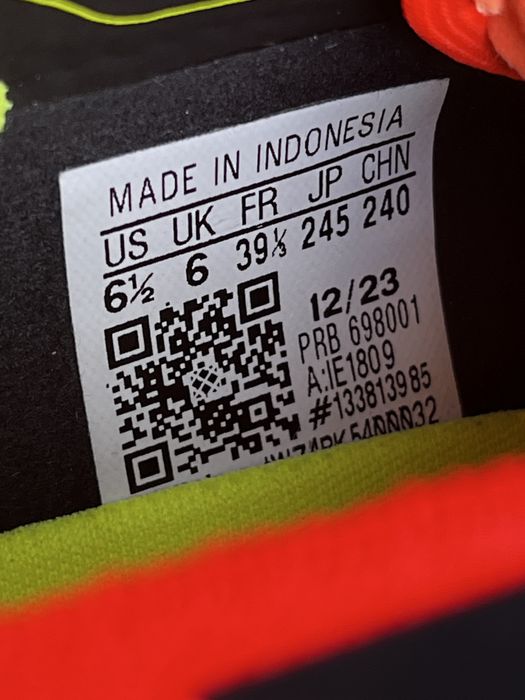 MADE IN INDONESIA
US UK FR JP CHN
6½ 6 39⅓ 245 240
12/23
PRB 698001
A:IE1809
#133813985